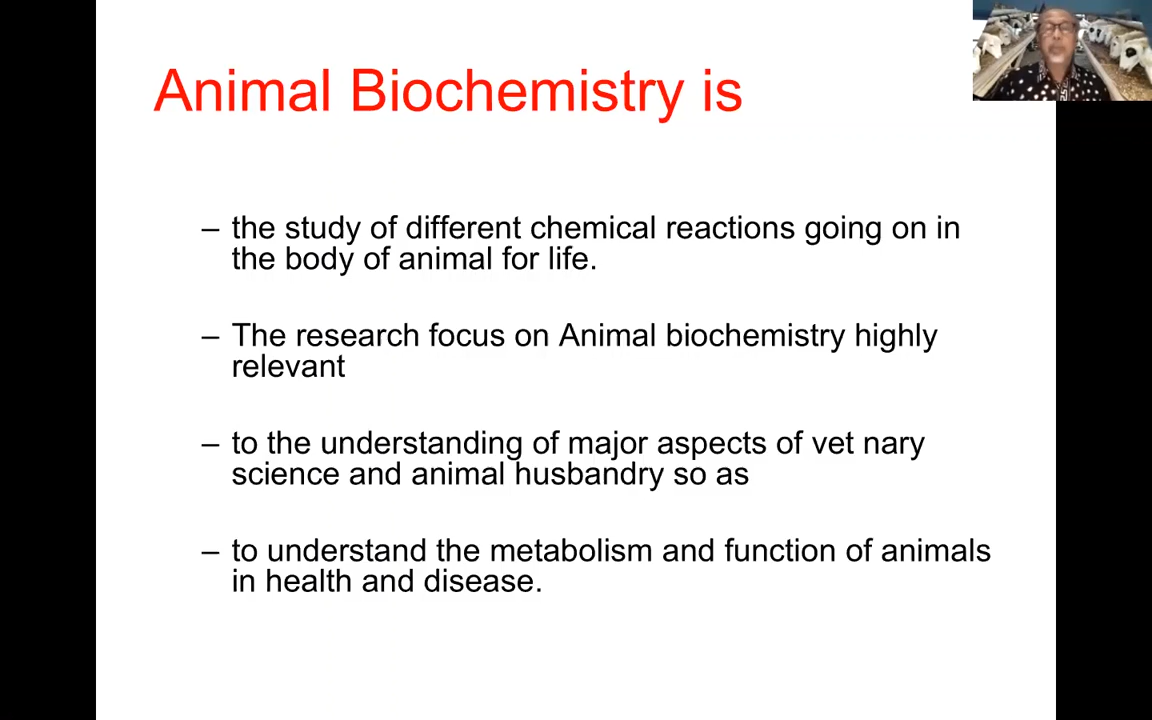 Animal Biochemistry is
– the study of different chemical reactions going on in
the body of animal for life.
– The research focus on Animal biochemistry highly
relevant
– to the understanding of major aspects of vet nary
science and animal husbandry so as
– to understand the metabolism and function of animals
in health and disease.